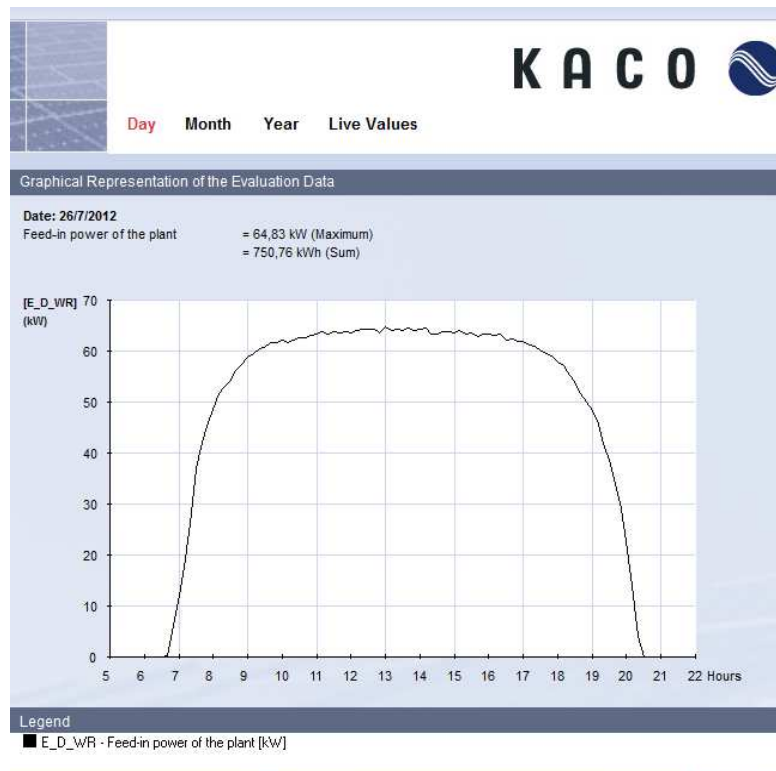 KACO
Day Month Year Live Values
Graphical Representation of the Evaluation Data
Date: 26/7/2012
Feed-in power of the plant = 64,83 kW (Maximum)
= 750,76 kWh (Sum)
[E_D_WR] 70
(kW)
60
50
40
30
20
10
0
5 6 7 8 9 10 11 12 13 14 15 16 17 18 19 20 21 22 Hours
Legend
E_D_WR - Feed-in power of the plant [kW]